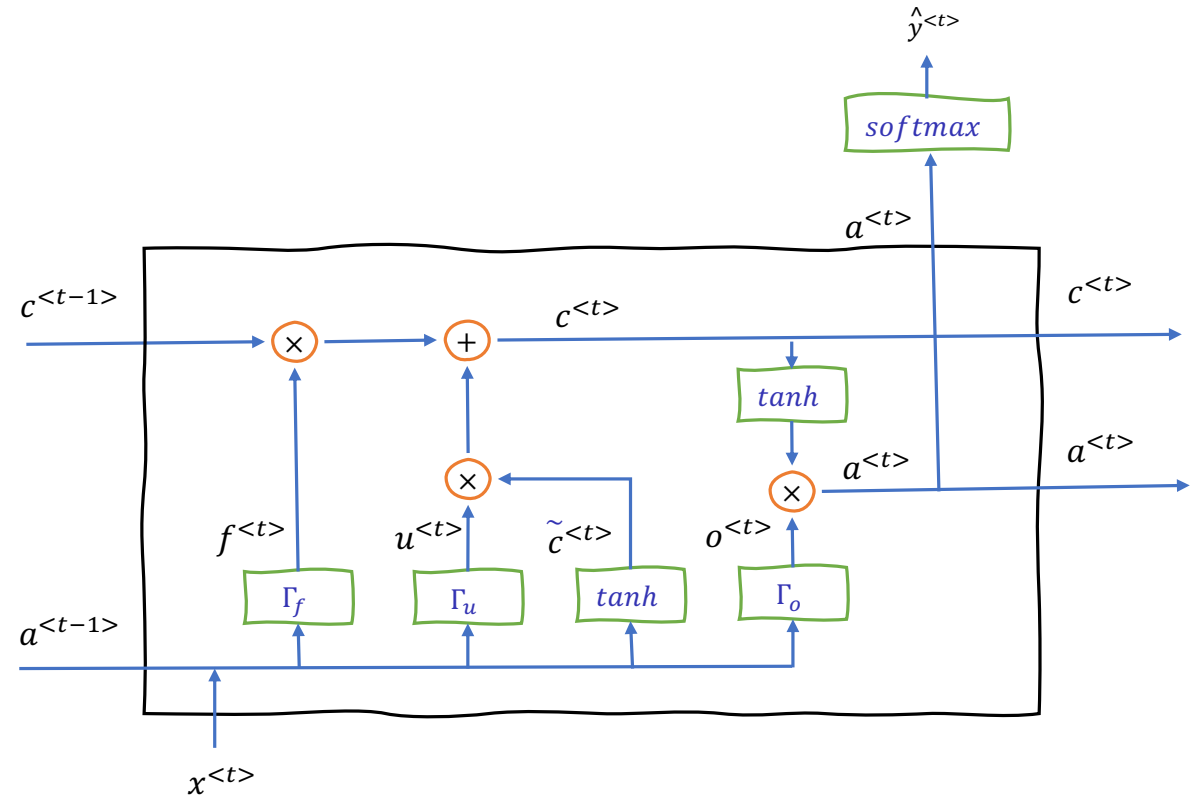 ŷ<t>
softmax
a<t>
c<t−1>
c<t>
c<t>
×
+
tanh
a<t>
a<t>
×
×
f<t>
u<t>
c̃<t>
o<t>
Γf
Γu
tanh
Γo
a<t−1>
x<t>